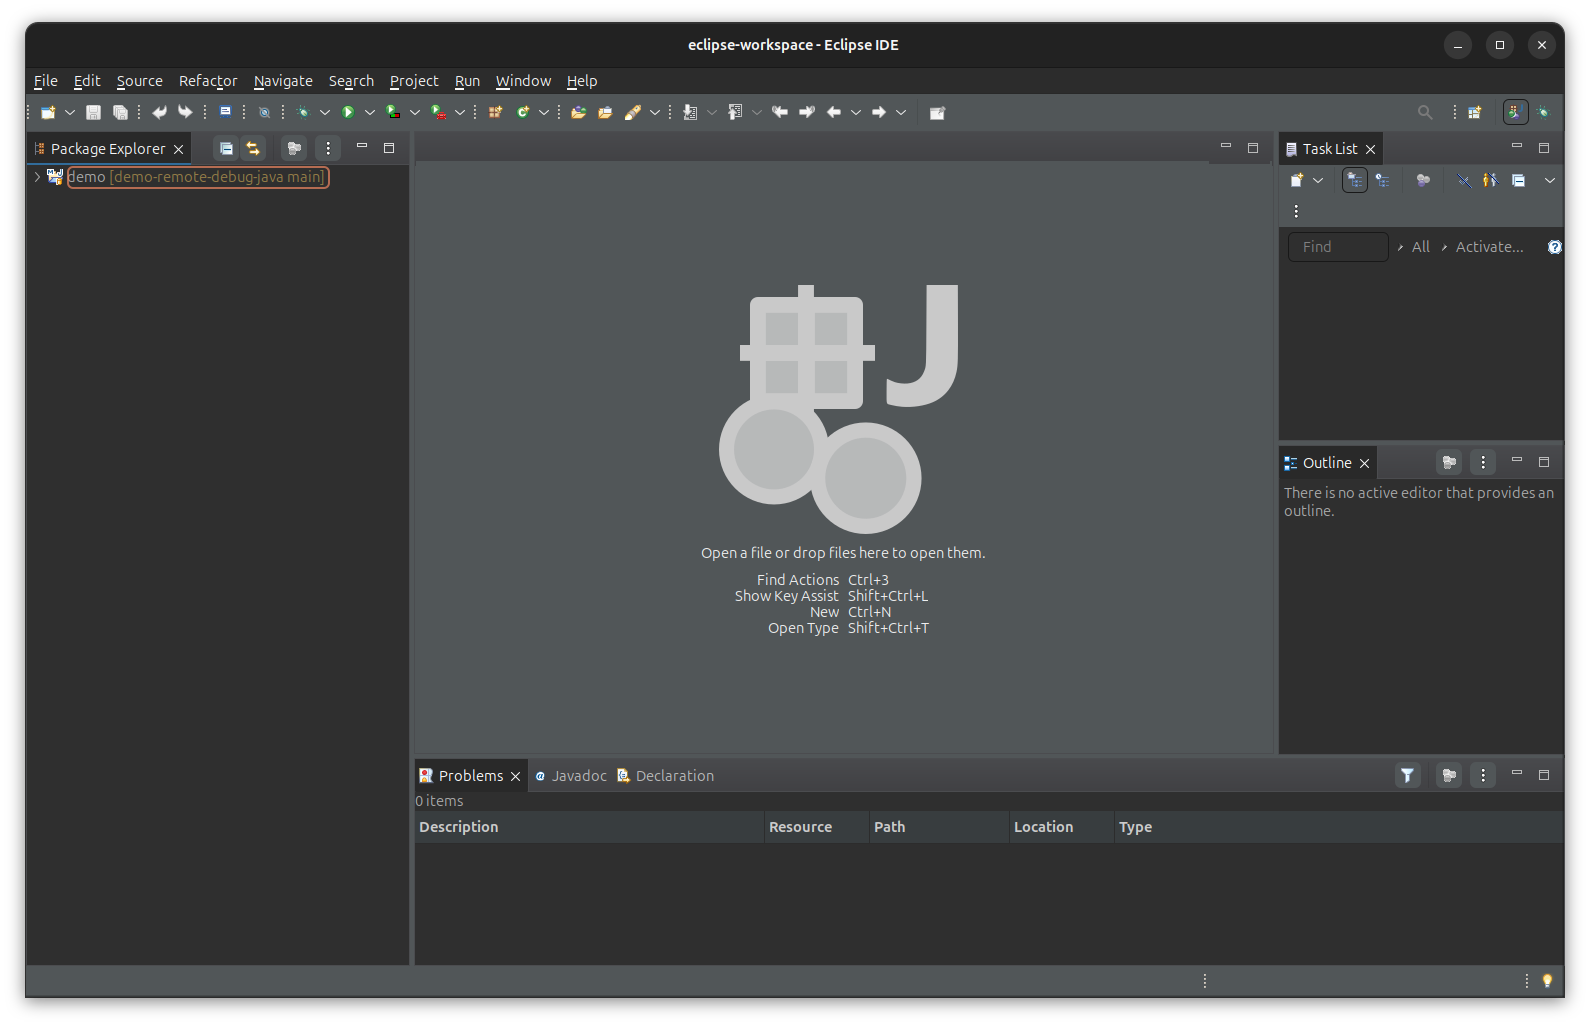 eclipse-workspace - Eclipse IDE
File Edit Source Refactor Navigate Search Project Run Window Help
Package Explorer
demo [demo-remote-debug-java main]
J
Open a file or drop files here to open them.
Find Actions Ctrl+3
Show Key Assist Shift+Ctrl+L
New Ctrl+N
Open Type Shift+Ctrl+T
Task List
Find All Activate...
Outline
There is no active editor that provides an
outline.
Problems Javadoc Declaration
0 items
Description Resource Path Location Type